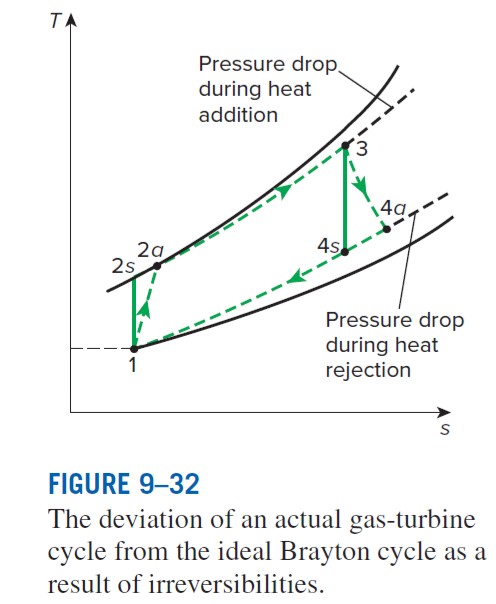 T
Pressure drop
during heat
addition
3
4a
2a
2s
4s
Pressure drop
during heat
rejection
1
s
FIGURE 9–32
The deviation of an actual gas-turbine
cycle from the ideal Brayton cycle as a
result of irreversibilities.